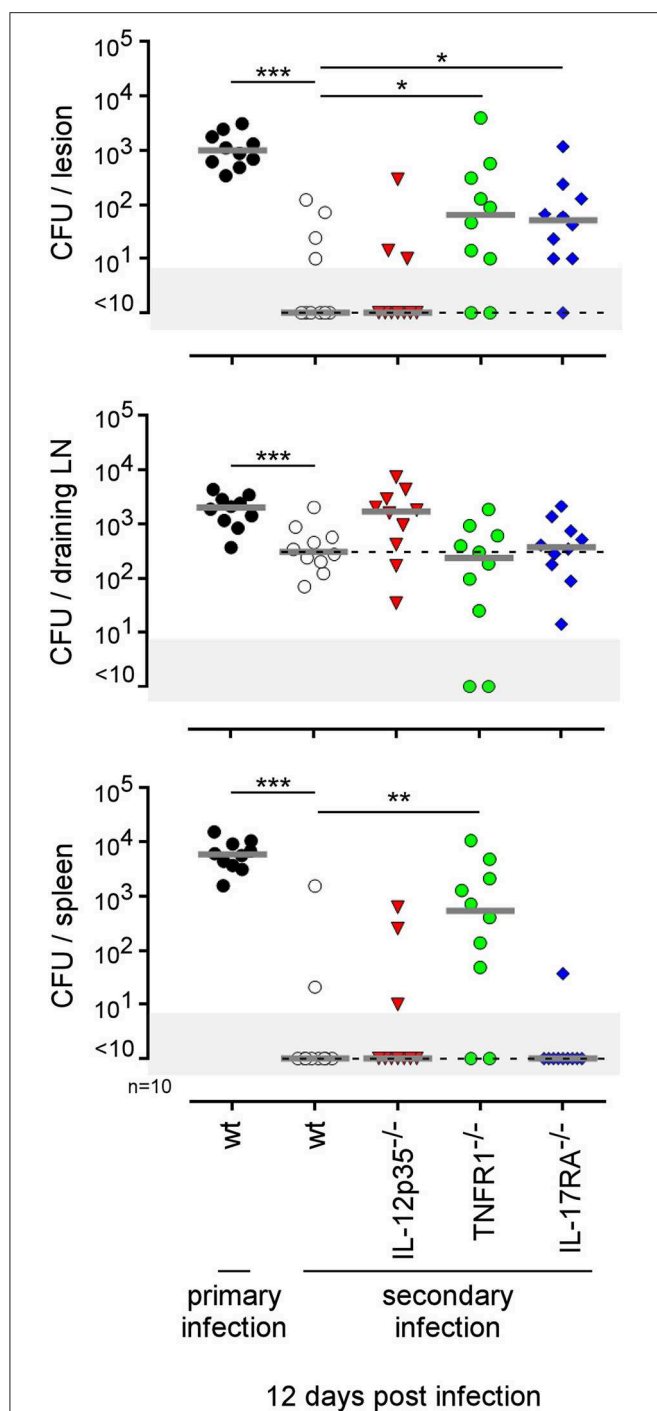 10⁵
*
***
10⁴
*
CFU / lesion
10³
10²
10¹
<10
10⁵
CFU / draining LN
10⁴
***
10³
10²
10¹
<10
10⁵
***
CFU / spleen
**
10⁴
10³
10²
10¹
<10
n=10
wt
wt
IL-12p35⁻/⁻
TNFR1⁻/⁻
IL-17RA⁻/⁻
primary infection
secondary infection
12 days post infection